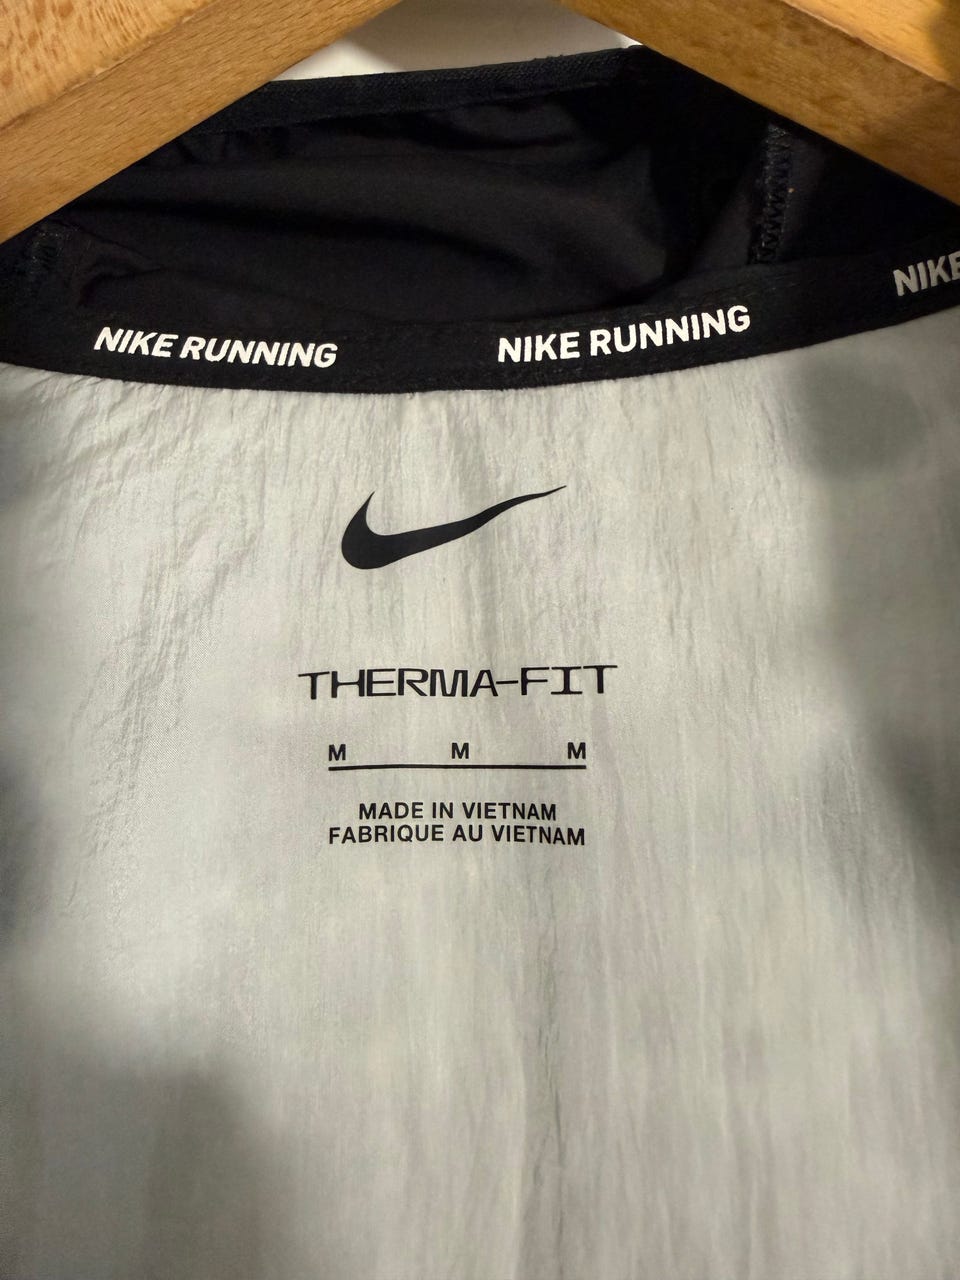 NIKE RUNNING NIKE RUNNING NIKE
THERMA-FIT
M M M
MADE IN VIETNAM
FABRIQUE AU VIETNAM